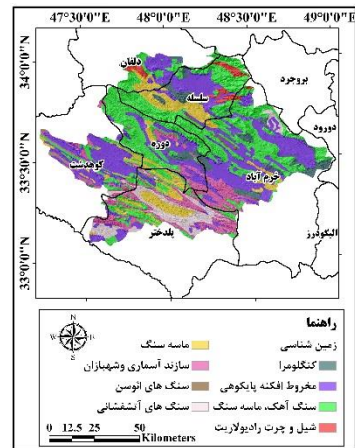 47°30'0"E 48°0'0"E 48°30'0"E 49°0'0"E
34°0'0"N
33°30'0"N
33°0'0"N
دلفان
سلسله
بروجرد
دورود
دوره
کوهدشت
خرم آباد
الیگودرز
پلدختر
راهنما
زمین شناسی
کنگلومرا
مخروط افکنه پایکوهی
سنگ آهک، ماسه سنگ
شیل و چرت رادیولاریت
ماسه سنگ
سازند آسماری وشهبازان
سنگ های ائوسن
سنگ های آتشفشانی
N
W E
S
0 12.5 25 50
Kilometers